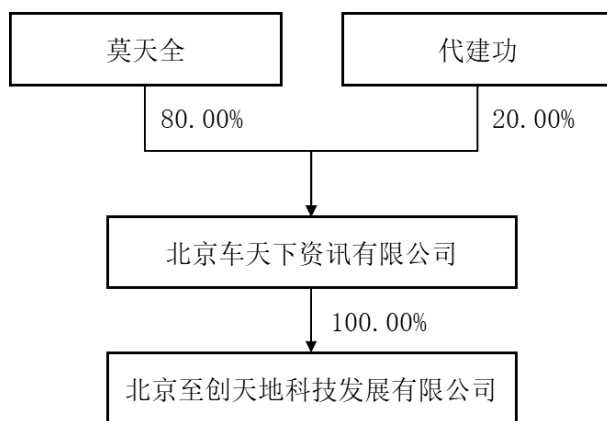 莫天全
代建功
80.00%
20.00%
北京车天下资讯有限公司
100.00%
北京至创天地科技发展有限公司